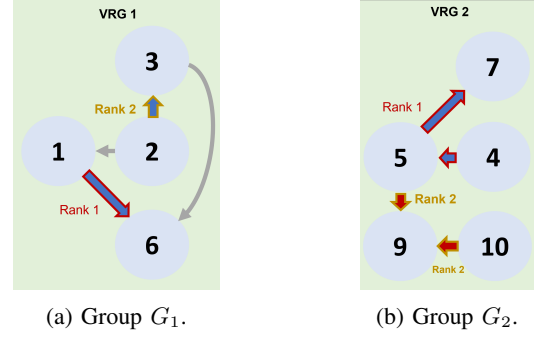 VRG 1
3
Rank 2
1
2
Rank 1
6
(a) Group G₁.
VRG 2
7
Rank 1
5
4
Rank 2
9
10
Rank 2
(b) Group G₂.